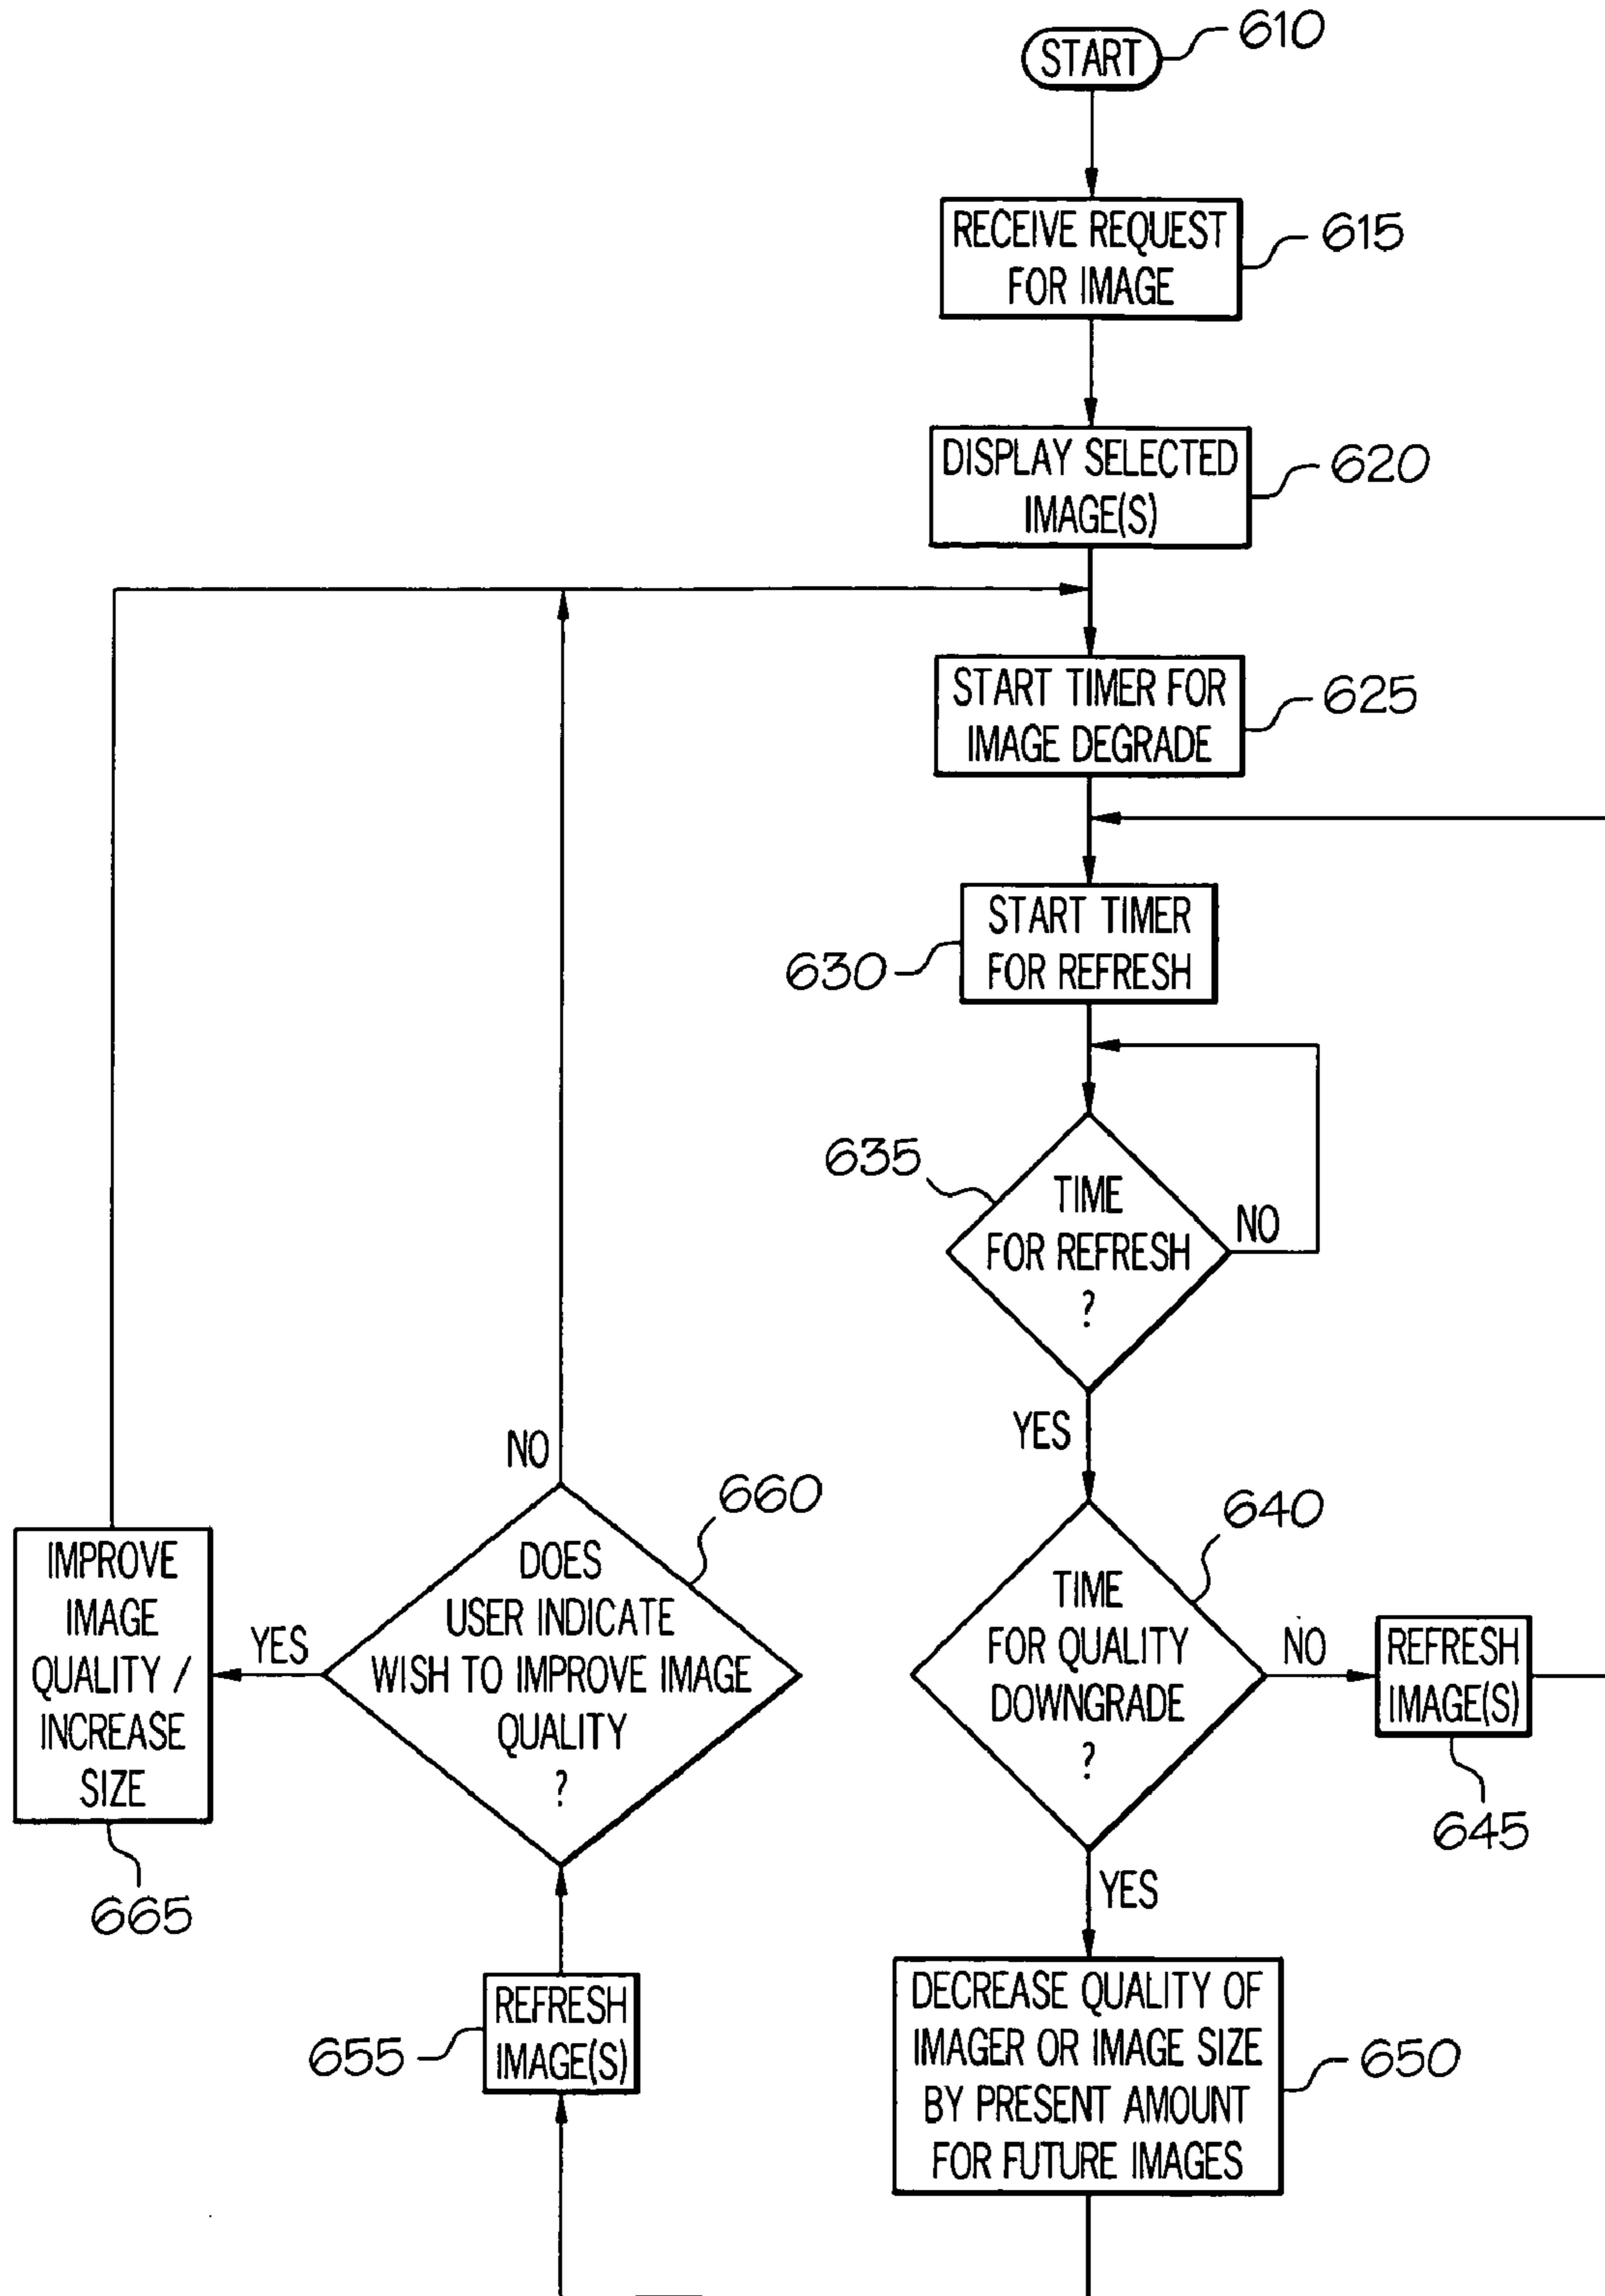 START
610
RECEIVE REQUEST
FOR IMAGE
615
DISPLAY SELECTED
IMAGE(S)
620
START TIMER FOR
IMAGE DEGRADE
625
START TIMER
FOR REFRESH
630
635
TIME
FOR REFRESH
?
NO
YES
640
TIME
FOR QUALITY
DOWNGRADE
?
NO
REFRESH
IMAGE(S)
645
YES
DECREASE QUALITY OF
IMAGER OR IMAGE SIZE
BY PRESENT AMOUNT
FOR FUTURE IMAGES
650
REFRESH
IMAGE(S)
655
660
DOES
USER INDICATE
WISH TO IMPROVE IMAGE
QUALITY
?
NO
YES
IMPROVE
IMAGE
QUALITY /
INCREASE
SIZE
665